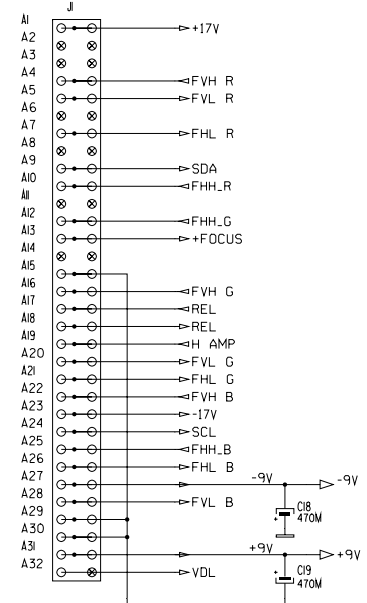 J1
A1
+17V
A2
A3
A4
FVH R
A5
FVL R
A6
A7
FHL R
A8
A9
SDA
A10
FHH_R
A11
A12
FHH_G
A13
+FOCUS
A14
A15
A16
FVH G
A17
REL
A18
REL
A19
H AMP
A20
FVL G
A21
FHL G
A22
FVH B
A23
-17V
A24
SCL
A25
FHH_B
A26
FHL B
A27
-9V
-9V
A28
FVL B
C18
470M
A29
A30
A31
+9V
+9V
A32
VDL
C19
470M